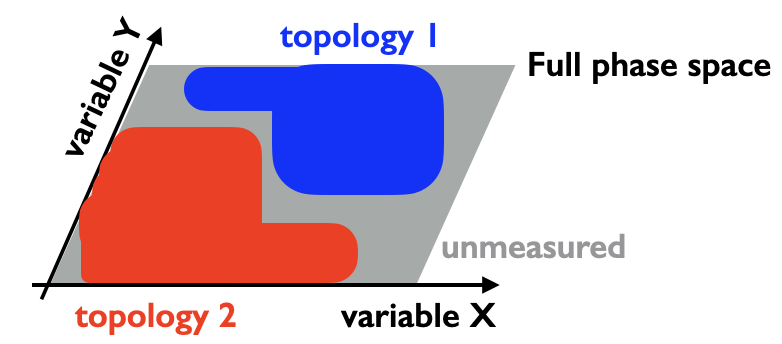 topology 1
Full phase space
variable Y
unmeasured
topology 2
variable X